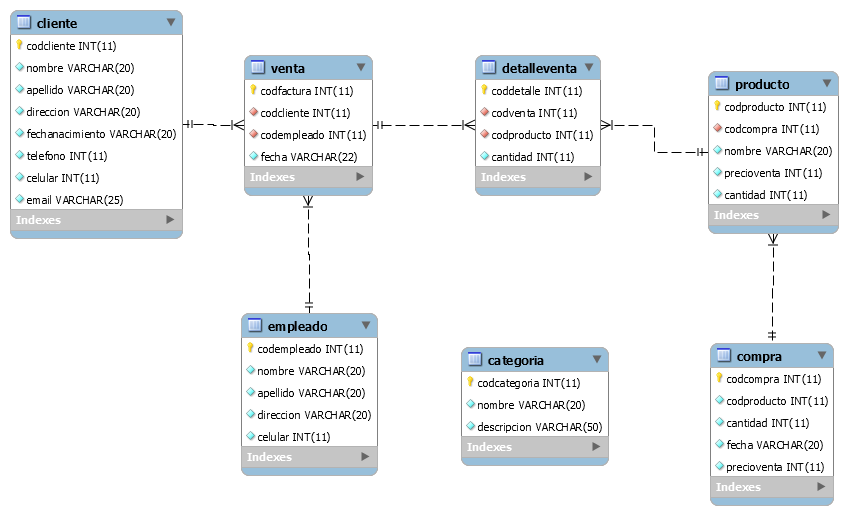 cliente
codcliente INT(11)
nombre VARCHAR(20)
apellido VARCHAR(20)
direccion VARCHAR(20)
fechanacimiento VARCHAR(20)
telefono INT(11)
celular INT(11)
email VARCHAR(25)
Indexes
venta
codfactura INT(11)
codcliente INT(11)
codempleado INT(11)
fecha VARCHAR(22)
Indexes
detalleventa
coddetalle INT(11)
codventa INT(11)
codproducto INT(11)
cantidad INT(11)
Indexes
producto
codproducto INT(11)
codcompra INT(11)
nombre VARCHAR(20)
precioventa INT(11)
cantidad INT(11)
Indexes
empleado
codempleado INT(11)
nombre VARCHAR(20)
apellido VARCHAR(20)
direccion VARCHAR(20)
celular INT(11)
Indexes
categoria
codcategoria INT(11)
nombre VARCHAR(20)
descripcion VARCHAR(50)
Indexes
compra
codcompra INT(11)
codproducto INT(11)
cantidad INT(11)
fecha VARCHAR(20)
precioventa INT(11)
Indexes